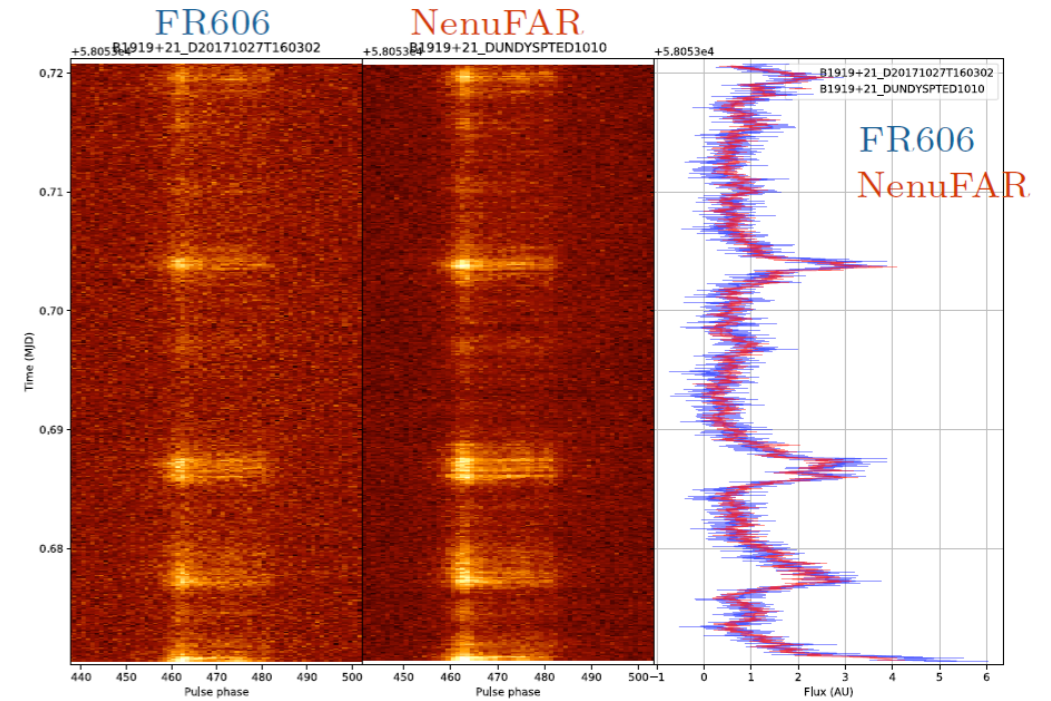 FR606
NenuFAR
B1919+21_D20171027T160302
B1919+21_DUNDYSPTED1010
+5.8053e4
+5.8053e4
+5.8053e4
B1919+21_D20171027T160302
B1919+21_DUNDYSPTED1010
FR606
NenuFAR
0.72
0.71
0.70
0.69
0.68
Time (MJD)
440 450 460 470 480 490 500
450 460 470 480 490 500
−1 0 1 2 3 4 5 6
Pulse phase
Pulse phase
Flux (AU)